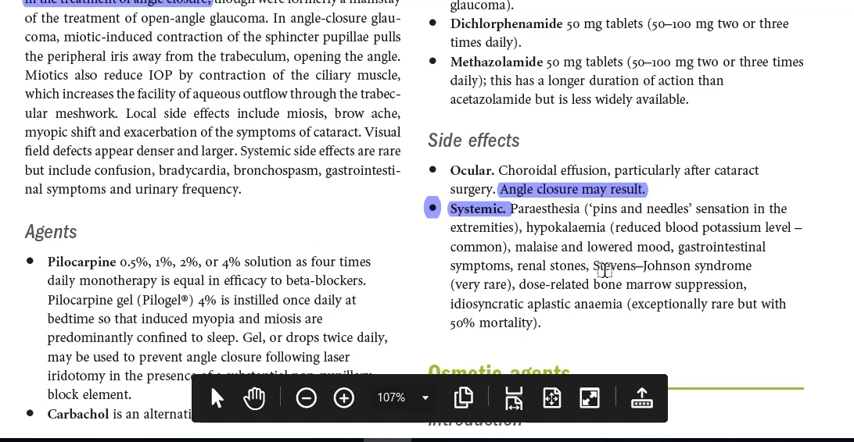 in the treatment of angle closure, though were formerly a mainstay
of the treatment of open-angle glaucoma. In angle-closure glau-
coma, miotic-induced contraction of the sphincter pupillae pulls
the peripheral iris away from the trabeculum, opening the angle.
Miotics also reduce IOP by contraction of the ciliary muscle,
which increases the facility of aqueous outflow through the trabec-
ular meshwork. Local side effects include miosis, brow ache,
myopic shift and exacerbation of the symptoms of cataract. Visual
field defects appear denser and larger. Systemic side effects are rare
but include confusion, bradycardia, bronchospasm, gastrointesti-
nal symptoms and urinary frequency.
Agents
● Pilocarpine 0.5%, 1%, 2%, or 4% solution as four times
daily monotherapy is equal in efficacy to beta-blockers.
Pilocarpine gel (Pilogel®) 4% is instilled once daily at
bedtime so that induced myopia and miosis are
predominantly confined to sleep. Gel, or drops twice daily,
may be used to prevent angle closure following laser
iridotomy in the presence of a substantial non-pupillary
block element.
● Carbachol is an alternati
glaucoma).
● Dichlorphenamide 50 mg tablets (50–100 mg two or three
times daily).
● Methazolamide 50 mg tablets (50–100 mg two or three times
daily); this has a longer duration of action than
acetazolamide but is less widely available.
Side effects
● Ocular. Choroidal effusion, particularly after cataract
surgery. Angle closure may result.
● Systemic. Paraesthesia (‘pins and needles’ sensation in the
extremities), hypokalaemia (reduced blood potassium level –
common), malaise and lowered mood, gastrointestinal
symptoms, renal stones, Stevens–Johnson syndrome
(very rare), dose-related bone marrow suppression,
idiosyncratic aplastic anaemia (exceptionally rare but with
50% mortality).
Osmotic agents
Introduction
107%